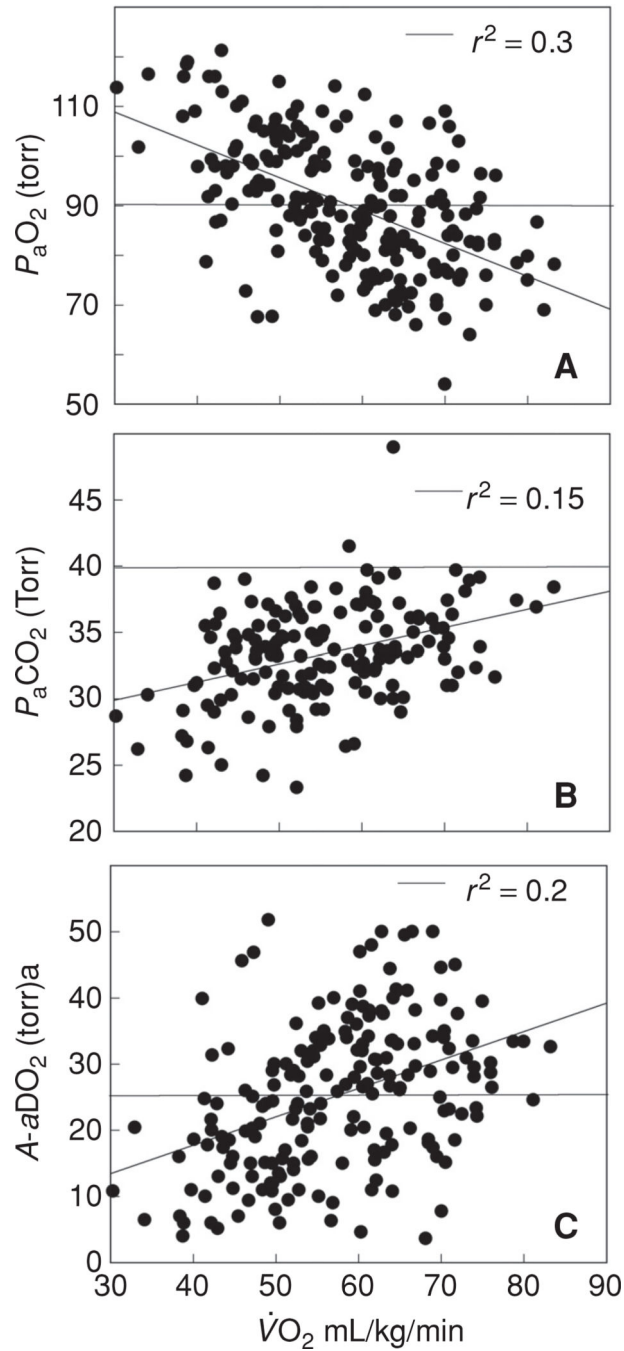 r² = 0.3
110
90
70
50
PaO₂ (torr)
A
r² = 0.15
45
40
35
30
25
20
PaCO₂ (Torr)
B
r² = 0.2
50
40
30
20
10
0
A-aDO₂ (torr)a
C
30 40 50 60 70 80 90
V̇O₂ mL/kg/min